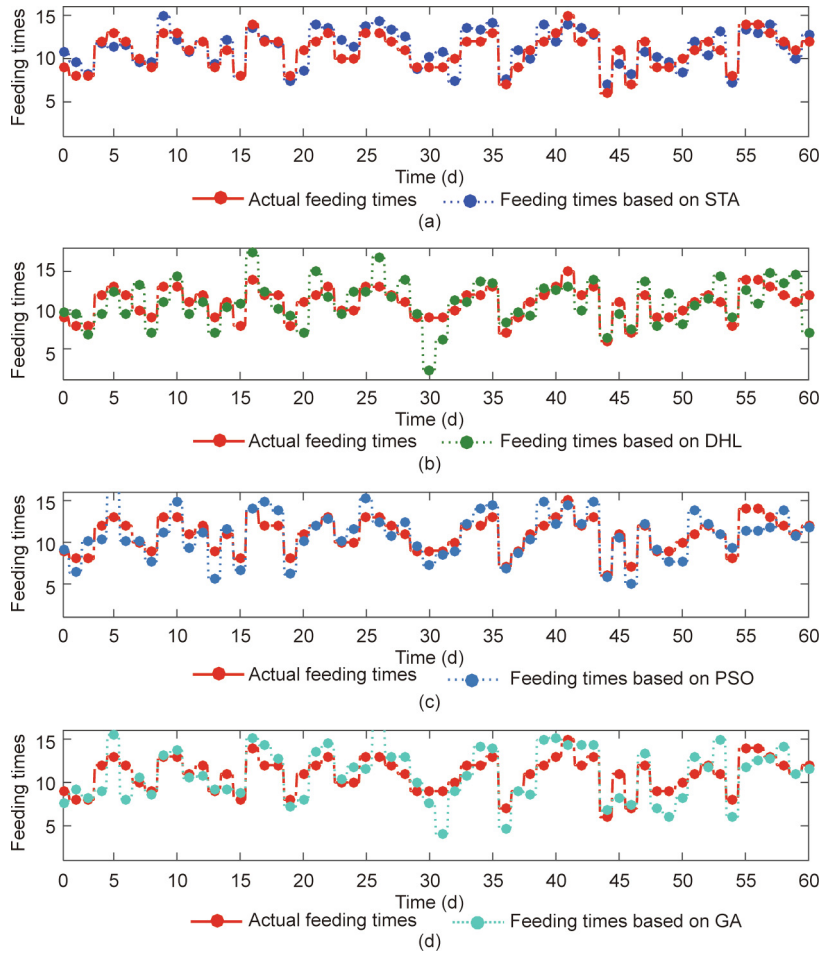 Feeding times
15
10
5
0 5 10 15 20 25 30 35 40 45 50 55 60
Time (d)
Actual feeding times Feeding times based on STA
(a)
Feeding times
15
10
5
0 5 10 15 20 25 30 35 40 45 50 55 60
Time (d)
Actual feeding times Feeding times based on DHL
(b)
Feeding times
15
10
5
0 5 10 15 20 25 30 35 40 45 50 55 60
Time (d)
Actual feeding times Feeding times based on PSO
(c)
Feeding times
15
10
5
0 5 10 15 20 25 30 35 40 45 50 55 60
Time (d)
Actual feeding times Feeding times based on GA
(d)